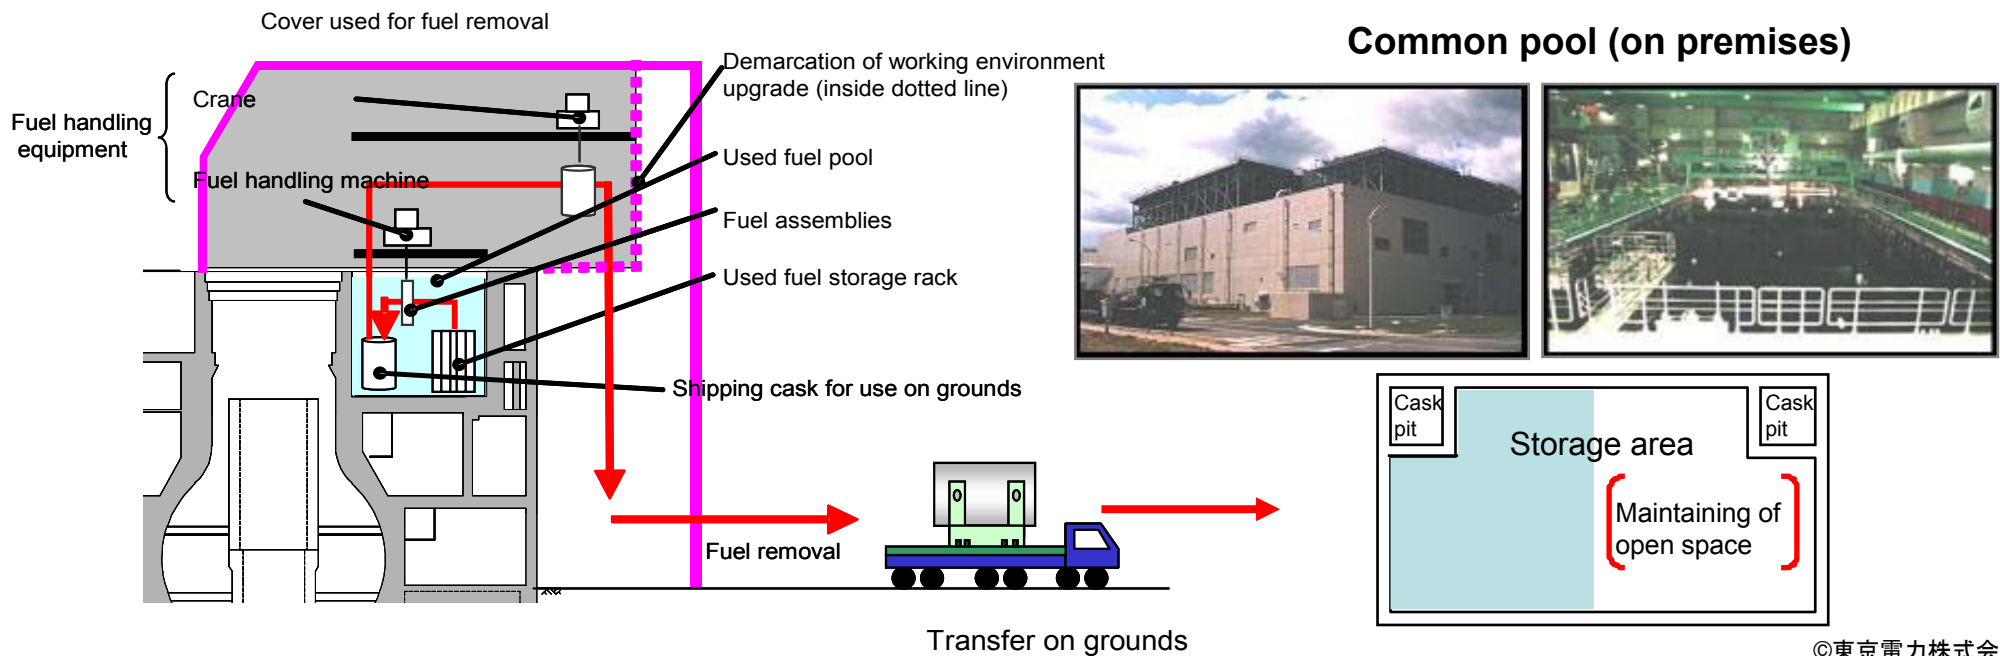 Cover used for fuel removal
Common pool (on premises)
Demarcation of working environment
upgrade (inside dotted line)
Crane
Fuel handling
equipment
Used fuel pool
Fuel handling machine
Fuel assemblies
Used fuel storage rack
Shipping cask for use on grounds
Cask
pit
Cask
pit
Storage area
Maintaining of
open space
Fuel removal
Transfer on grounds
©東京電力株式会